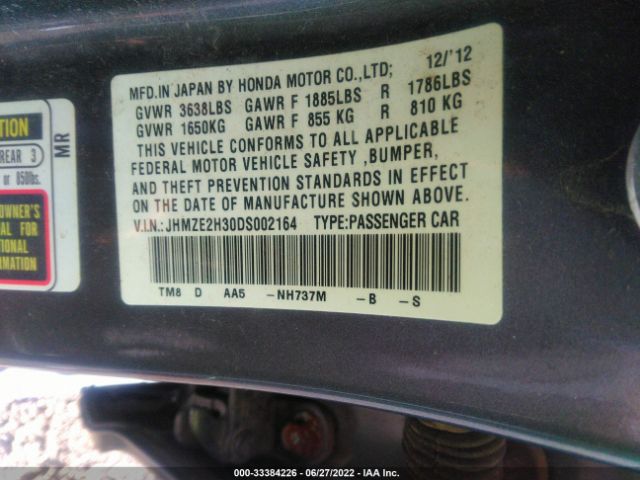 MFD.IN JAPAN BY HONDA MOTOR CO.,LTD; 12/'12
GVWR 3638LBS GAWR F 1885LBS R 1786LBS
GVWR 1650KG GAWR F 855 KG R 810 KG
THIS VEHICLE CONFORMS TO ALL APPLICABLE
FEDERAL MOTOR VEHICLE SAFETY ,BUMPER,
AND THEFT PREVENTION STANDARDS IN EFFECT
ON THE DATE OF MANUFACTURE SHOWN ABOVE.
V.I.N.:JHMZE2H30DS002164 TYPE:PASSENGER CAR
TM8 D AA5 -NH737M -B -S
REAR 3
or 850lbs.
MR
OWNER'S
FOR
000-33384226 - 06/27/2022 - IAA Inc.